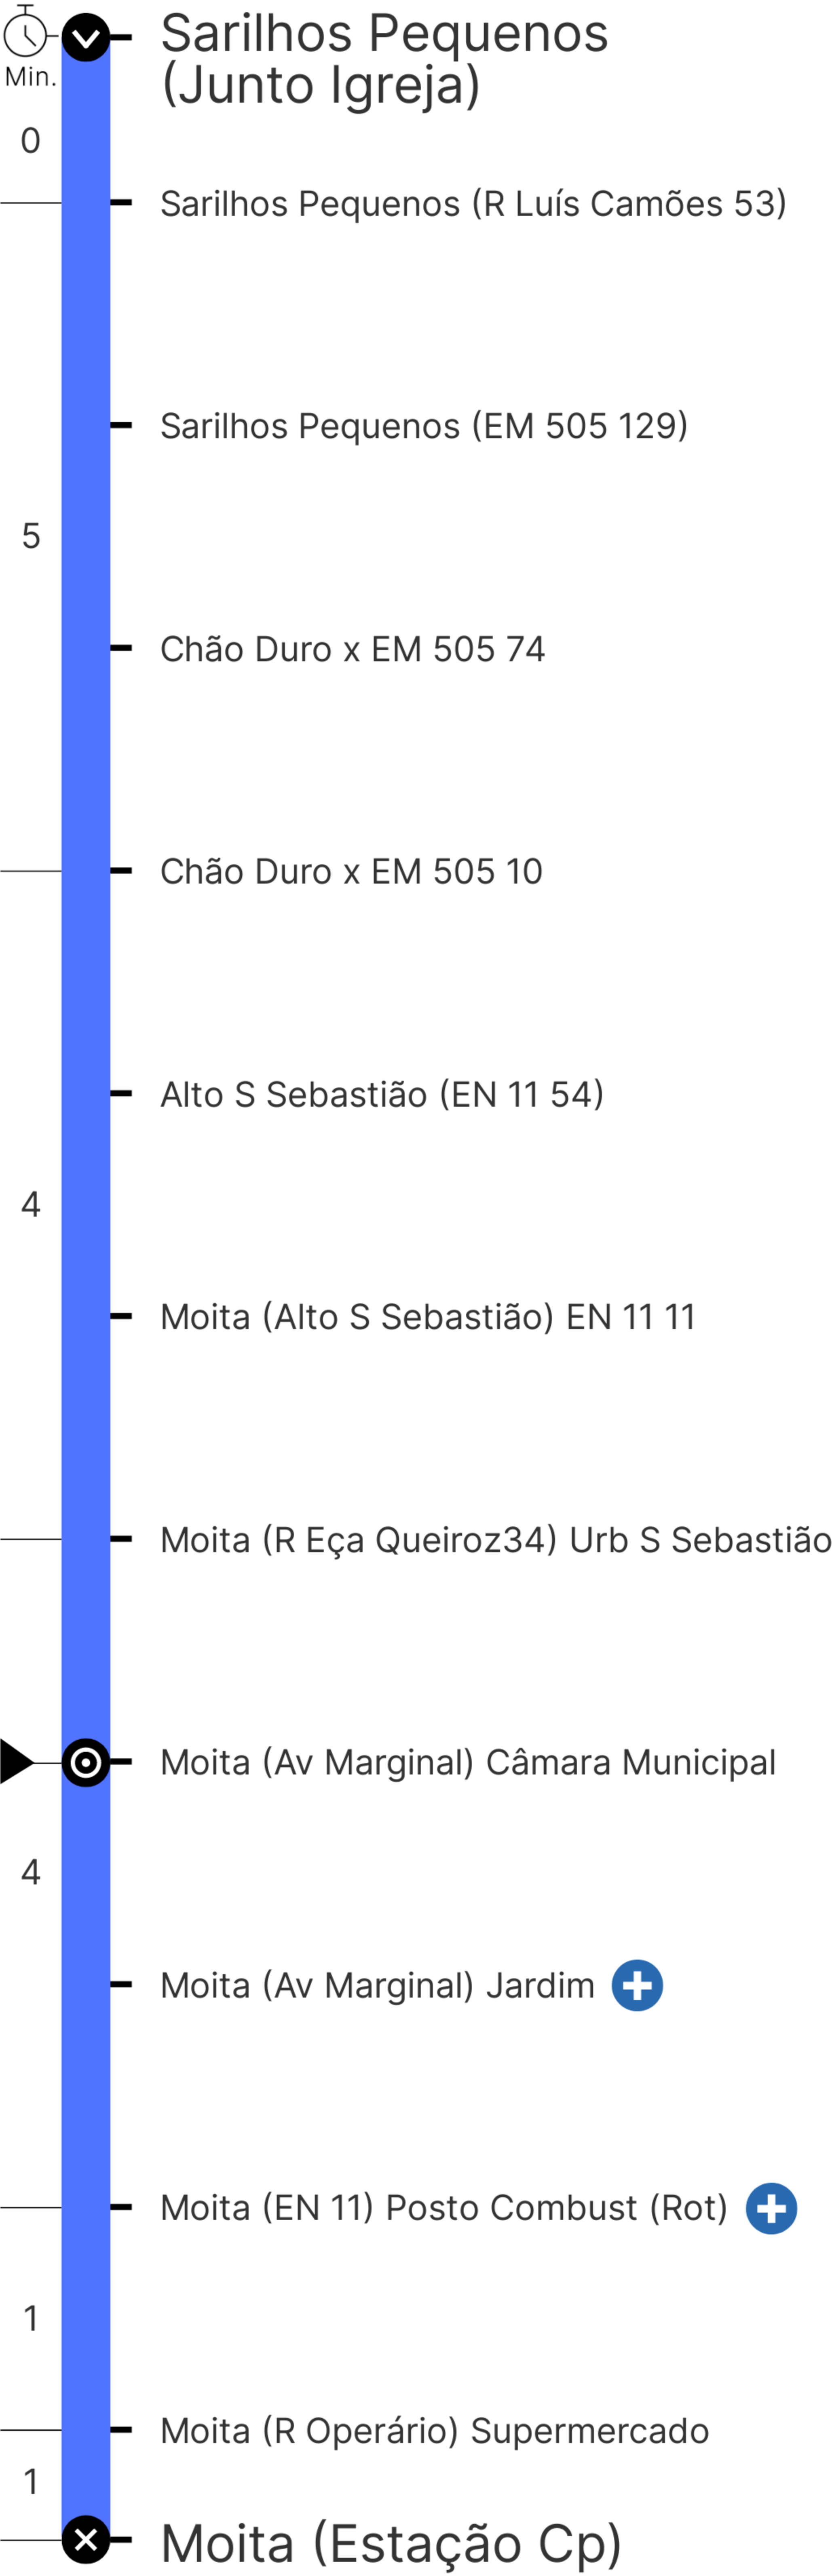 Sarilhos Pequenos
(Junto Igreja)
Min.
0
Sarilhos Pequenos (R Luís Camões 53)
Sarilhos Pequenos (EM 505 129)
5
Chão Duro x EM 505 74
Chão Duro x EM 505 10
Alto S Sebastião (EN 11 54)
4
Moita (Alto S Sebastião) EN 11 11
Moita (R Eça Queiroz34) Urb S Sebastião
Moita (Av Marginal) Câmara Municipal
4
Moita (Av Marginal) Jardim
Moita (EN 11) Posto Combust (Rot)
1
Moita (R Operário) Supermercado
1
Moita (Estação Cp)